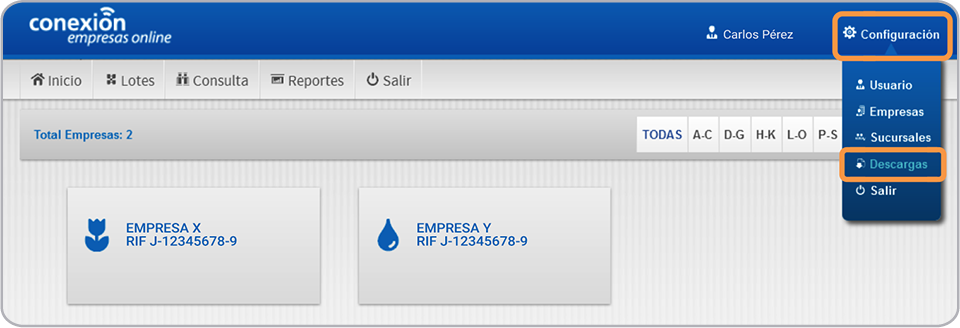 conexión
empresas online
Carlos Pérez
Configuración
Inicio
Lotes
Consulta
Reportes
Salir
Usuario
Empresas
Sucursales
Descargas
Salir
Total Empresas: 2
TODAS
A-C
D-G
H-K
L-O
P-S
EMPRESA X
RIF J-12345678-9
EMPRESA Y
RIF J-12345678-9